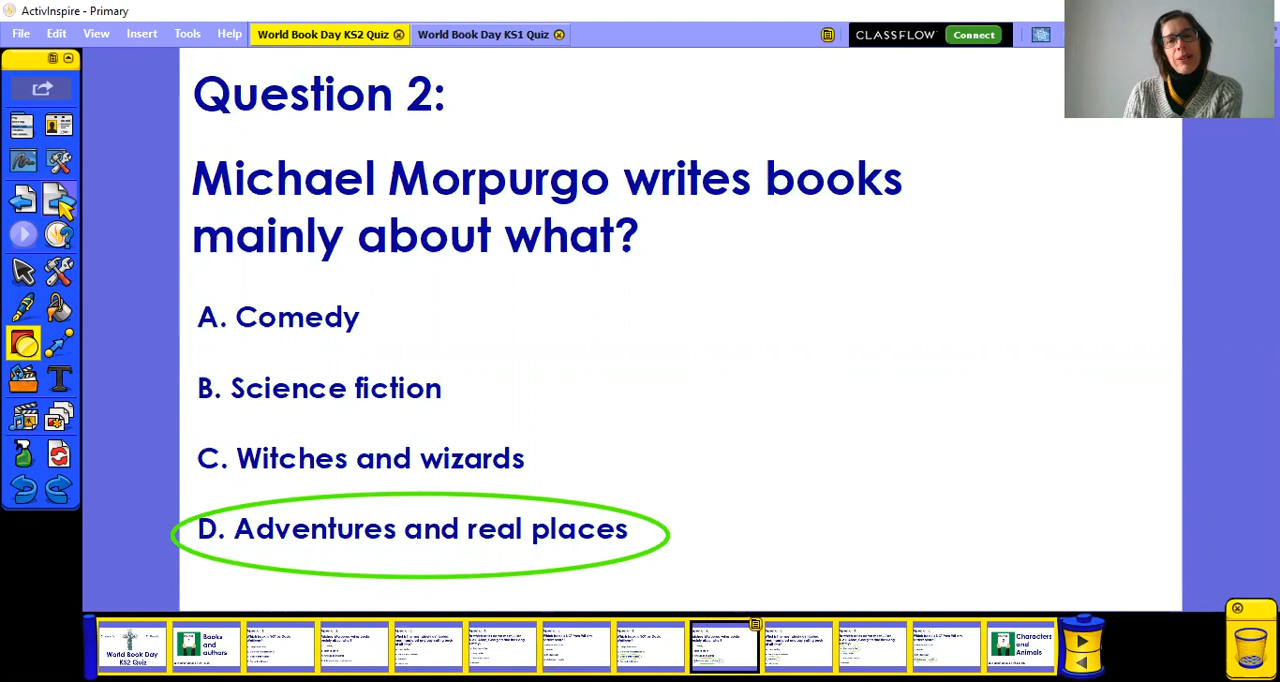 ActivInspire - Primary
File Edit View Insert Tools Help
World Book Day KS2 Quiz
World Book Day KS1 Quiz
CLASSFLOW
Connect
Question 2:
Michael Morpurgo writes books
mainly about what?
A. Comedy
B. Science fiction
C. Witches and wizards
D. Adventures and real places
World Book Day
KS2 Quiz
Books
and
authors
Characters
and
Animals